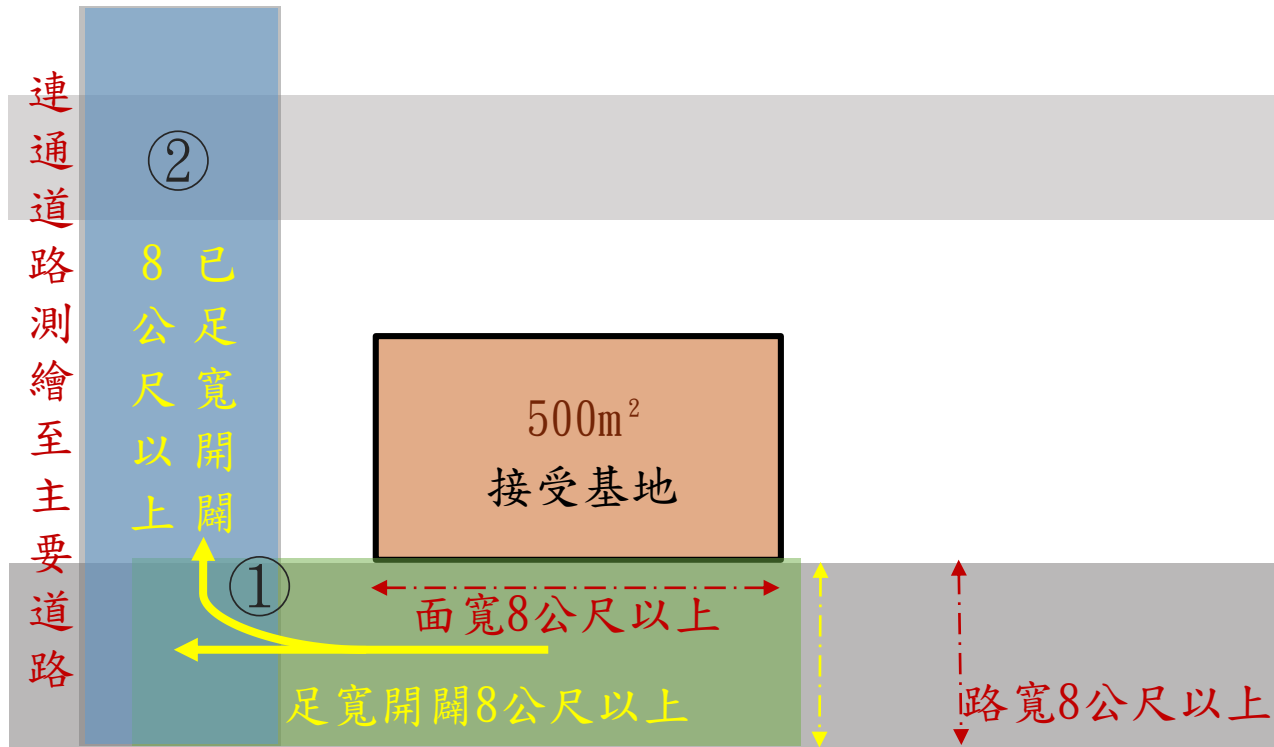 連通道路測繪至主要道路
②
已足寬開闢
8公尺以上
500m²
接受基地
①
面寬8公尺以上
足寬開闢8公尺以上
路寬8公尺以上